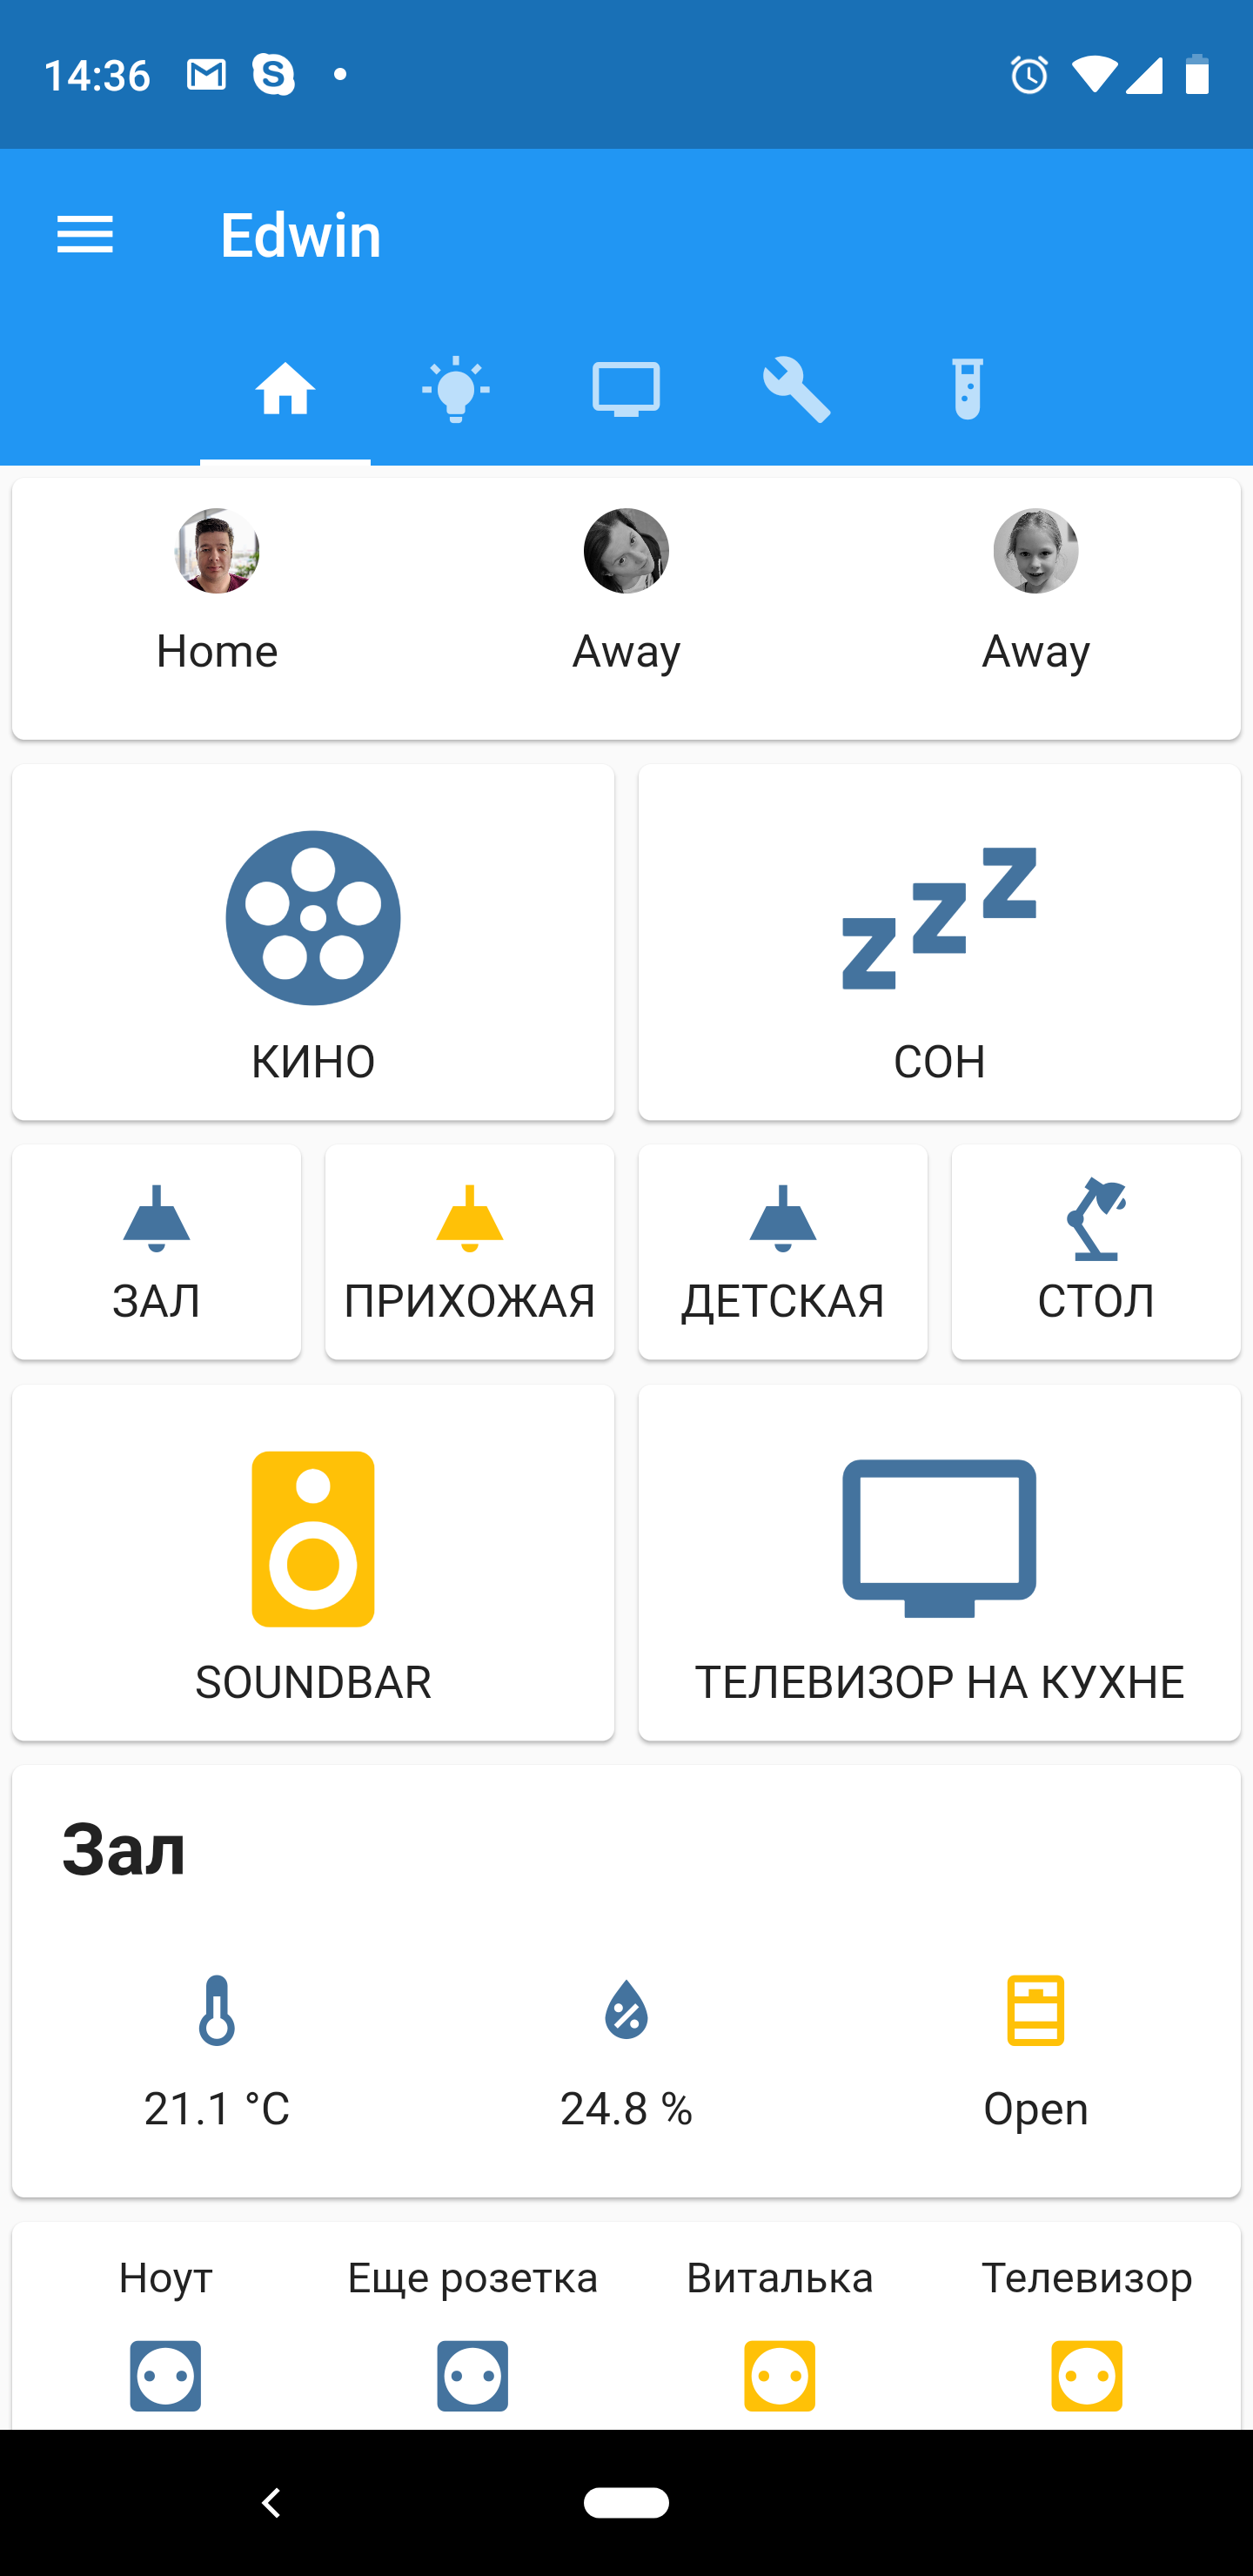 14:36
Edwin
Home Away Away
КИНО СОН
ЗАЛ ПРИХОЖАЯ ДЕТСКАЯ СТОЛ
SOUNDBAR ТЕЛЕВИЗОР НА КУХНЕ
Зал
21.1 °C 24.8 % Open
Ноут Еще розетка Виталька Телевизор